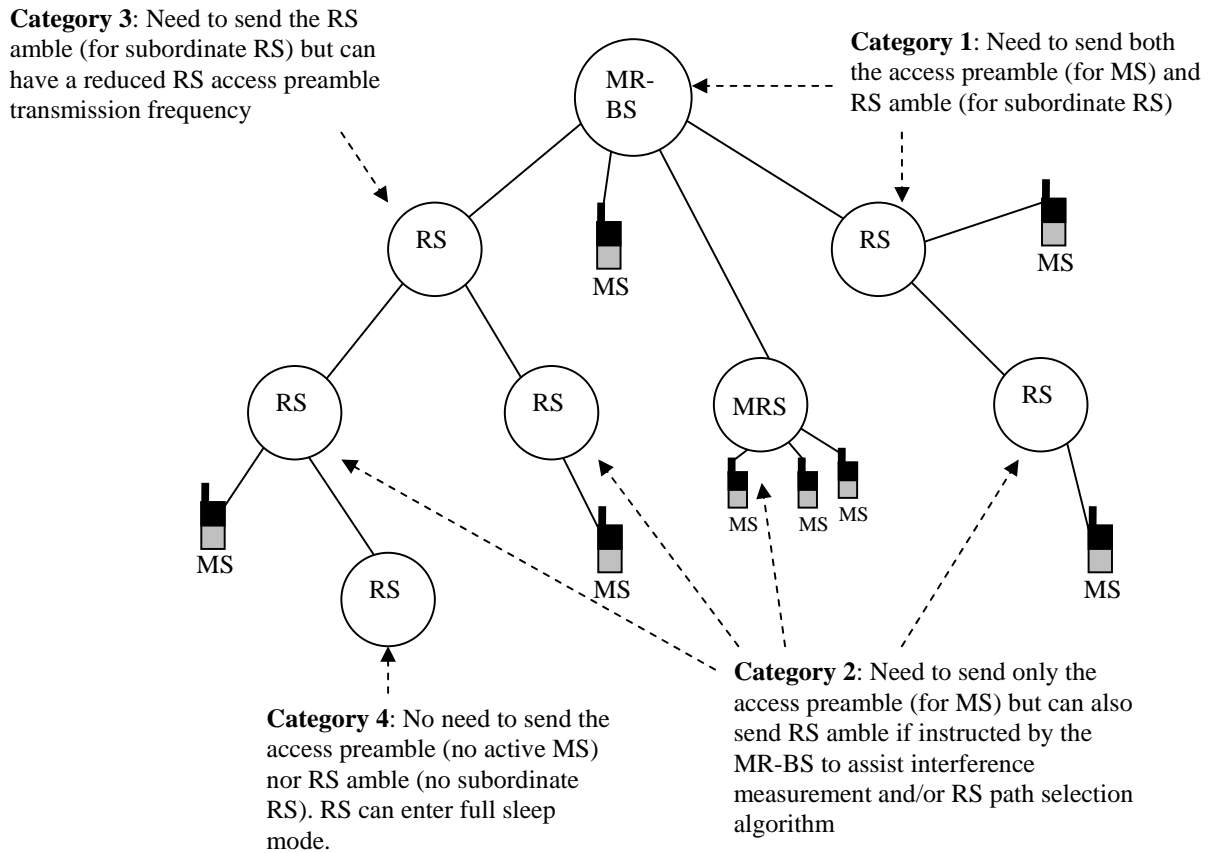 Category 3: Need to send the RS
amble (for subordinate RS) but can
have a reduced RS access preamble
transmission frequency
Category 1: Need to send both
the access preamble (for MS) and
RS amble (for subordinate RS)
MR-
BS
RS
MS
RS
MS
RS
RS
MRS
RS
MS
MS
MS
MS
RS
MS
MS
Category 4: No need to send the
access preamble (no active MS)
nor RS amble (no subordinate
RS). RS can enter full sleep
mode.
Category 2: Need to send only the
access preamble (for MS) but can also
send RS amble if instructed by the
MR-BS to assist interference
measurement and/or RS path selection
algorithm